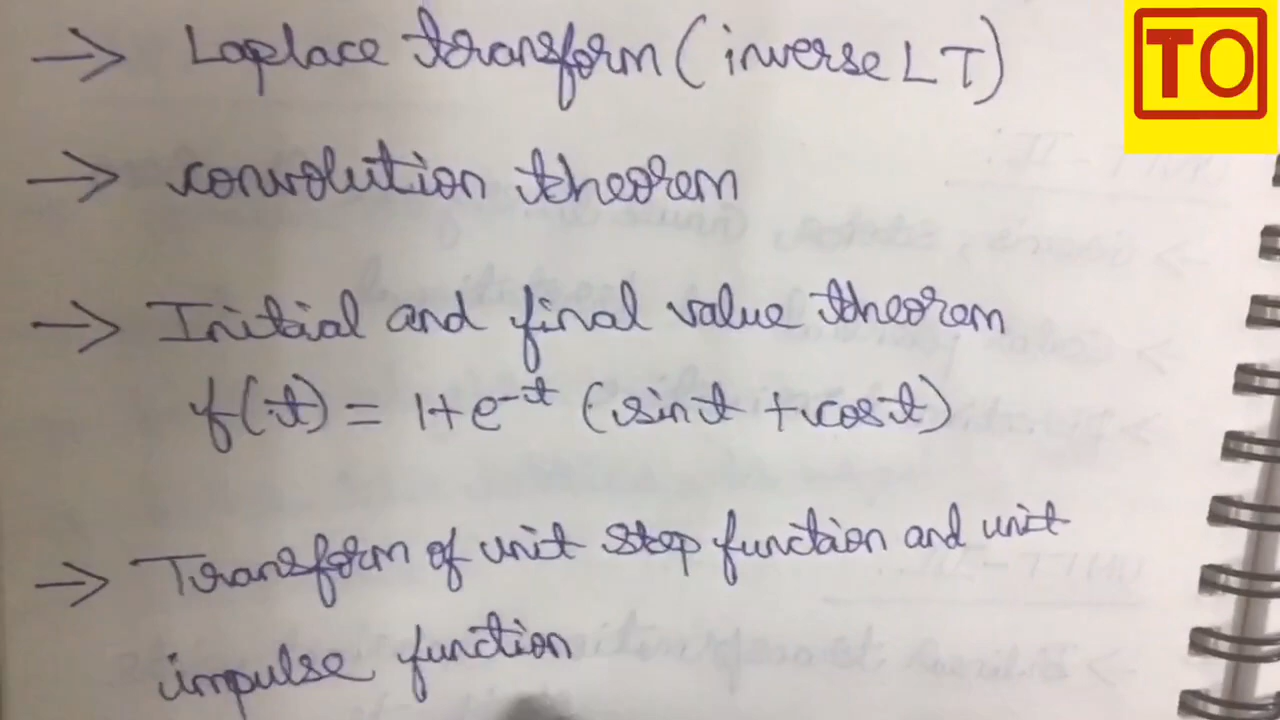 → Laplace transform (inverse LT)
TO
→ convolution theorem
→ Initial and final value theorem
f(t) = 1+e^-t (sint + cost)
→ Transform of unit step function and unit
impulse function